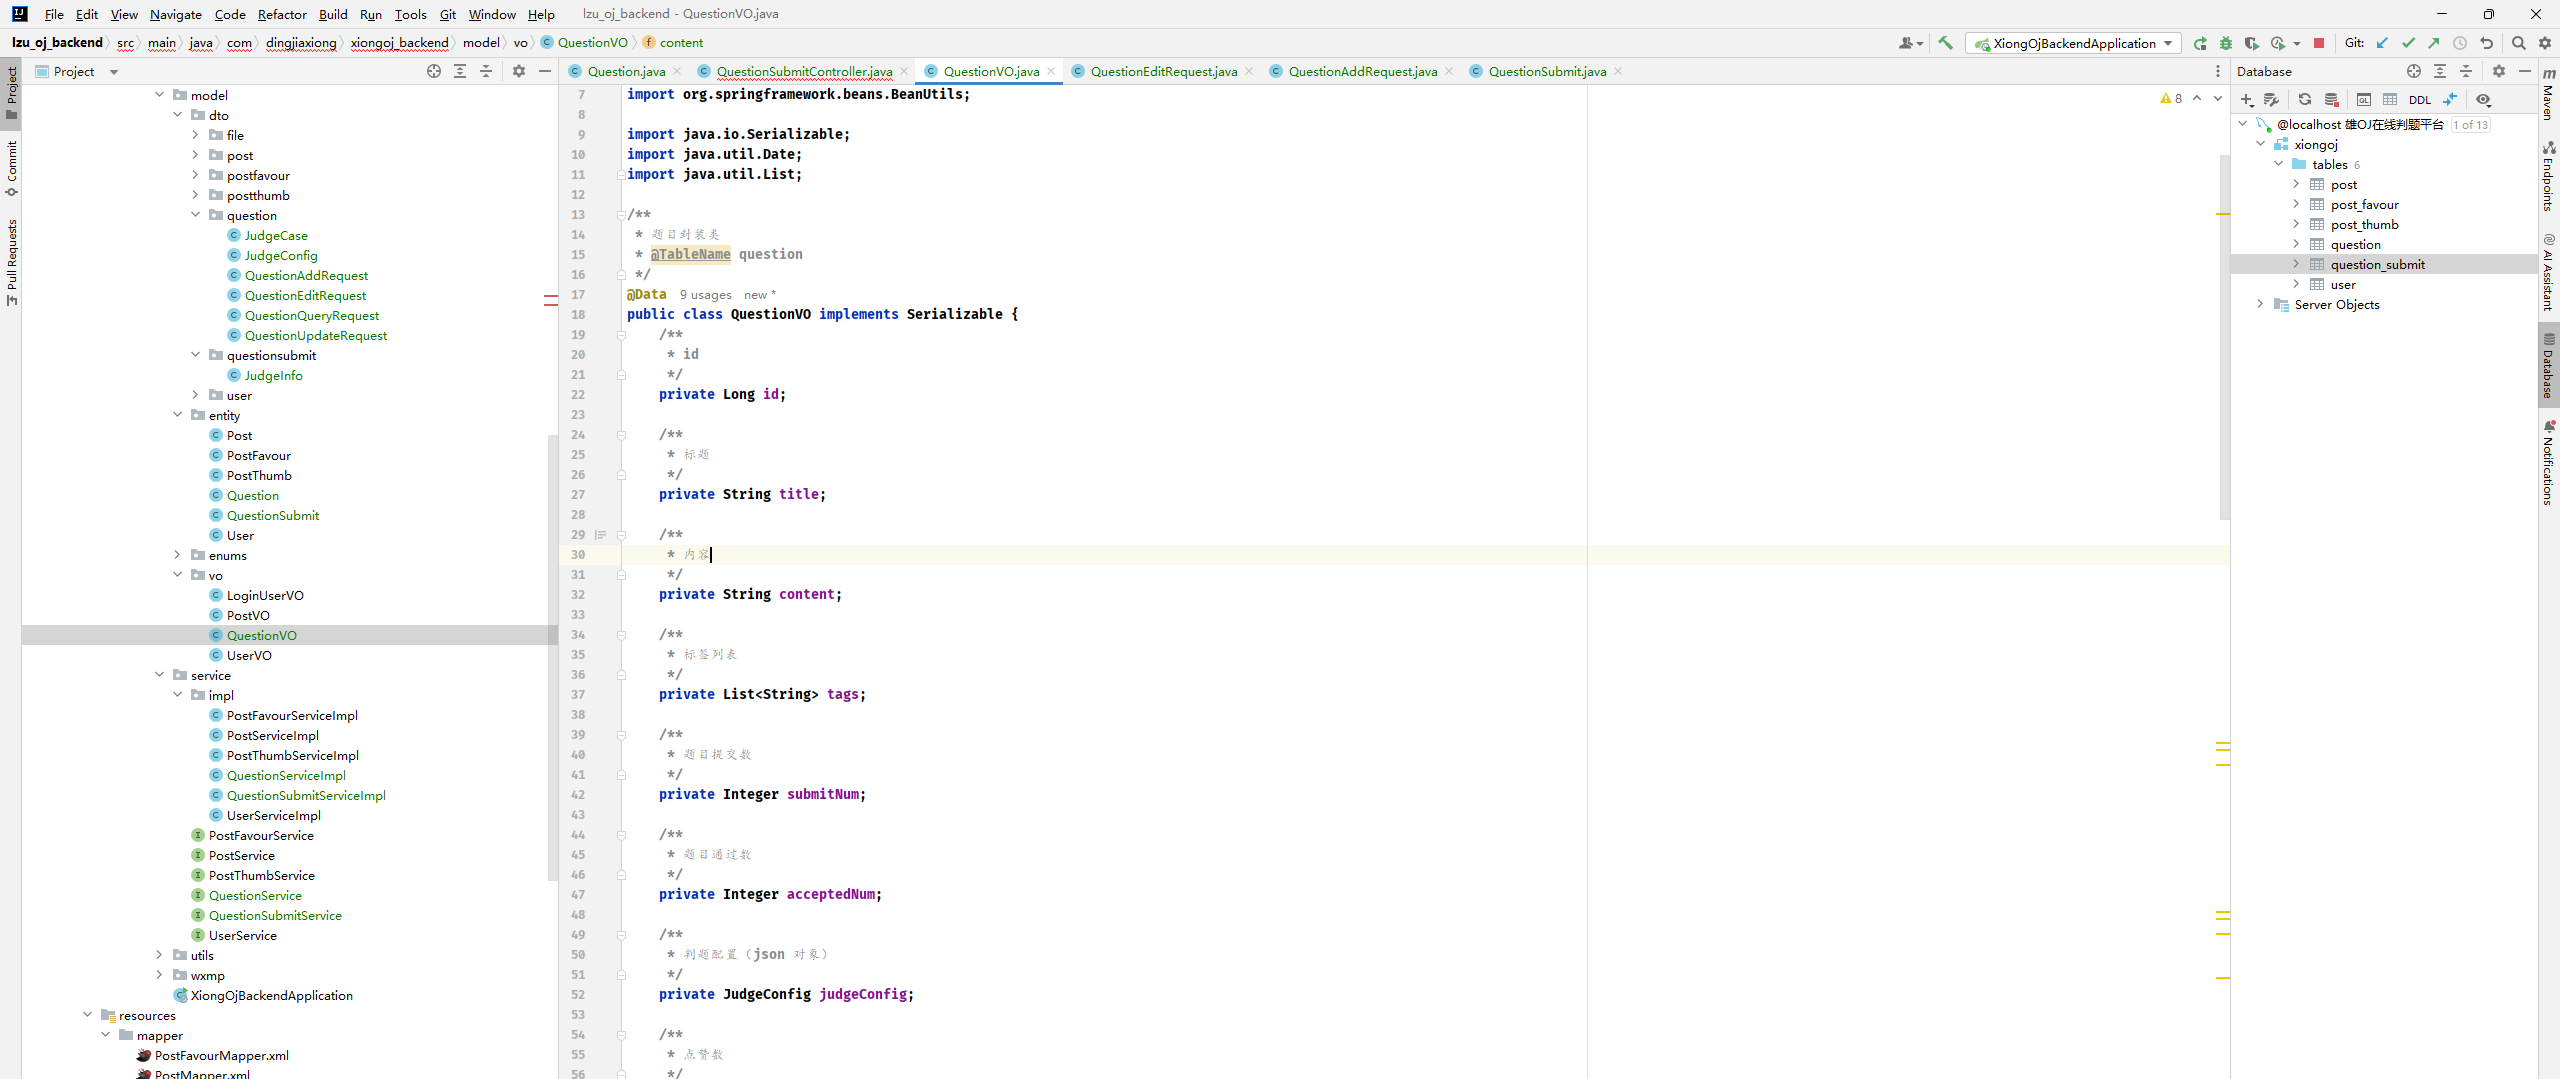 File Edit View Navigate Code Refactor Build Run Tools Git Window Help lzu_oj_backend - QuestionVO.java
lzu_oj_backend src main java com dingjiaxiong xiongoj_backend model vo QuestionVO content
XiongOjBackendApplication Git:
Project
Question.java QuestionSubmitController.java QuestionVO.java QuestionEditRequest.java QuestionAddRequest.java QuestionSubmit.java
Database
Project
Commit
Pull Requests
model
dto
file
post
postfavour
postthumb
question
JudgeCase
JudgeConfig
QuestionAddRequest
QuestionEditRequest
QuestionQueryRequest
QuestionUpdateRequest
questionsubmit
JudgeInfo
user
entity
Post
PostFavour
PostThumb
Question
QuestionSubmit
User
enums
vo
LoginUserVO
PostVO
QuestionVO
UserVO
service
impl
PostFavourServiceImpl
PostServiceImpl
PostThumbServiceImpl
QuestionServiceImpl
QuestionSubmitServiceImpl
UserServiceImpl
PostFavourService
PostService
PostThumbService
QuestionService
QuestionSubmitService
UserService
utils
wxmp
XiongOjBackendApplication
resources
mapper
PostFavourMapper.xml
PostMapper.xml
7 import org.springframework.beans.BeanUtils;
8
9 import java.io.Serializable;
10 import java.util.Date;
11 import java.util.List;
12
13 /**
14 * 题目封装类
15 * @TableName question
16 */
17 @Data 9 usages new *
18 public class QuestionVO implements Serializable {
19 /**
20 * id
21 */
22 private Long id;
23
24 /**
25 * 标题
26 */
27 private String title;
28
29 /**
30 * 内容
31 */
32 private String content;
33
34 /**
35 * 标签列表
36 */
37 private List<String> tags;
38
39 /**
40 * 题目提交数
41 */
42 private Integer submitNum;
43
44 /**
45 * 题目通过数
46 */
47 private Integer acceptedNum;
48
49 /**
50 * 判题配置（json 对象）
51 */
52 private JudgeConfig judgeConfig;
53
54 /**
55 * 点赞数
56 */
8
DDL
@localhost 雄OJ在线判题平台 1 of 13
xiongoj
tables 6
post
post_favour
post_thumb
question
question_submit
user
Server Objects
Maven
Endpoints
AI Assistant
Database
Notifications